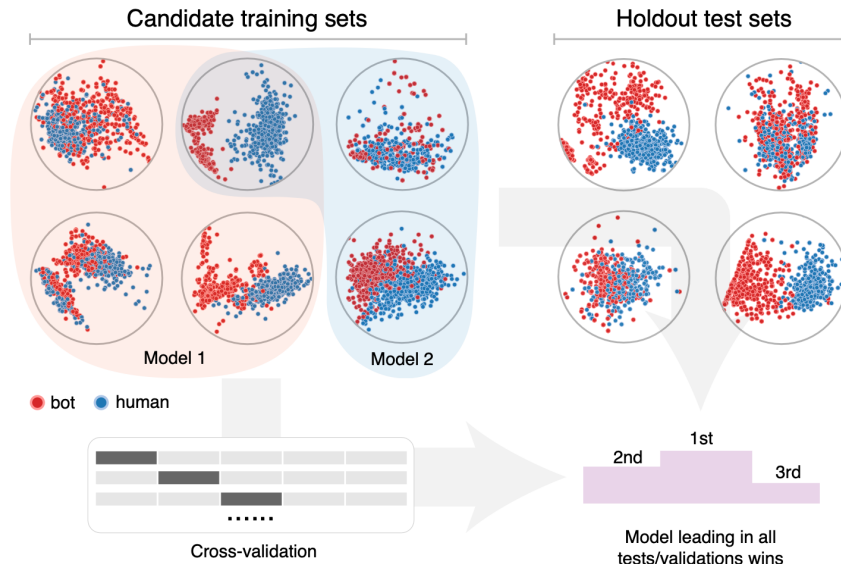 Candidate training sets
Holdout test sets
Model 1
Model 2
bot
human
Cross-validation
1st
2nd
3rd
Model leading in all
tests/validations wins